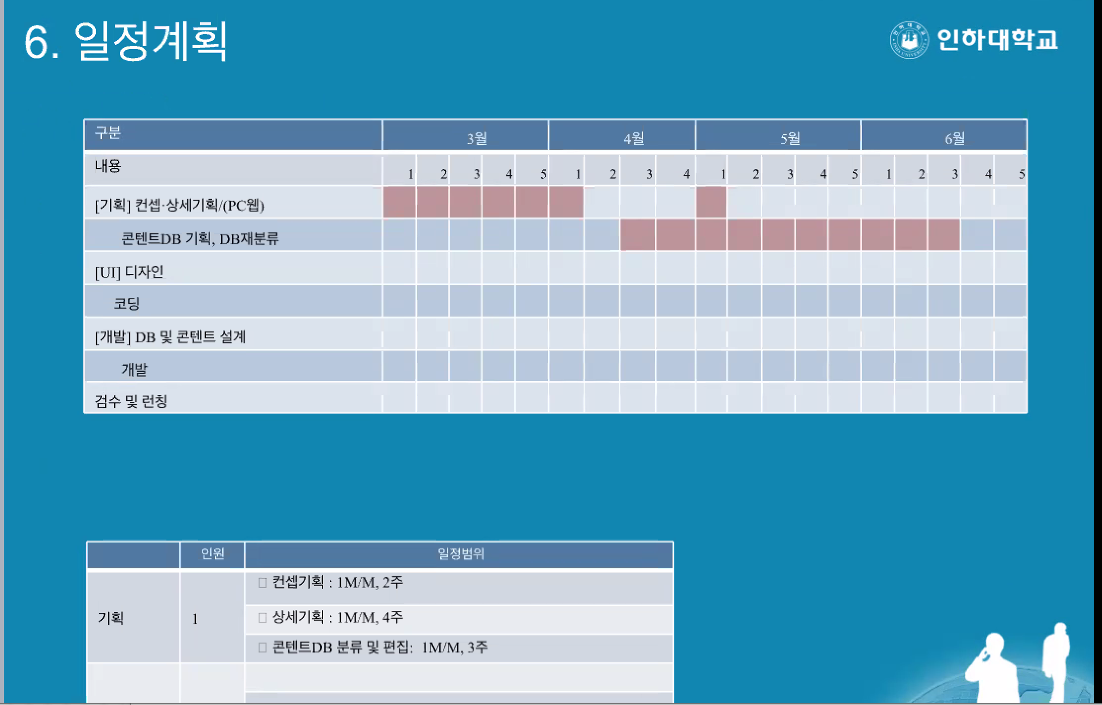 6. 일정계획
인하대학교
구분 3월 4월 5월 6월
내용 1 2 3 4 5 1 2 3 4 1 2 3 4 5 1 2 3 4 5
[기획] 컨셉·상세기획/(PC웹)
콘텐트DB 기획, DB재분류
[UI] 디자인
코딩
[개발] DB 및 콘텐트 설계
개발
검수 및 런칭
인원 일정범위
컨셉기획 : 1M/M, 2주
기획 1 상세기획 : 1M/M, 4주
콘텐트DB 분류 및 편집: 1M/M, 3주